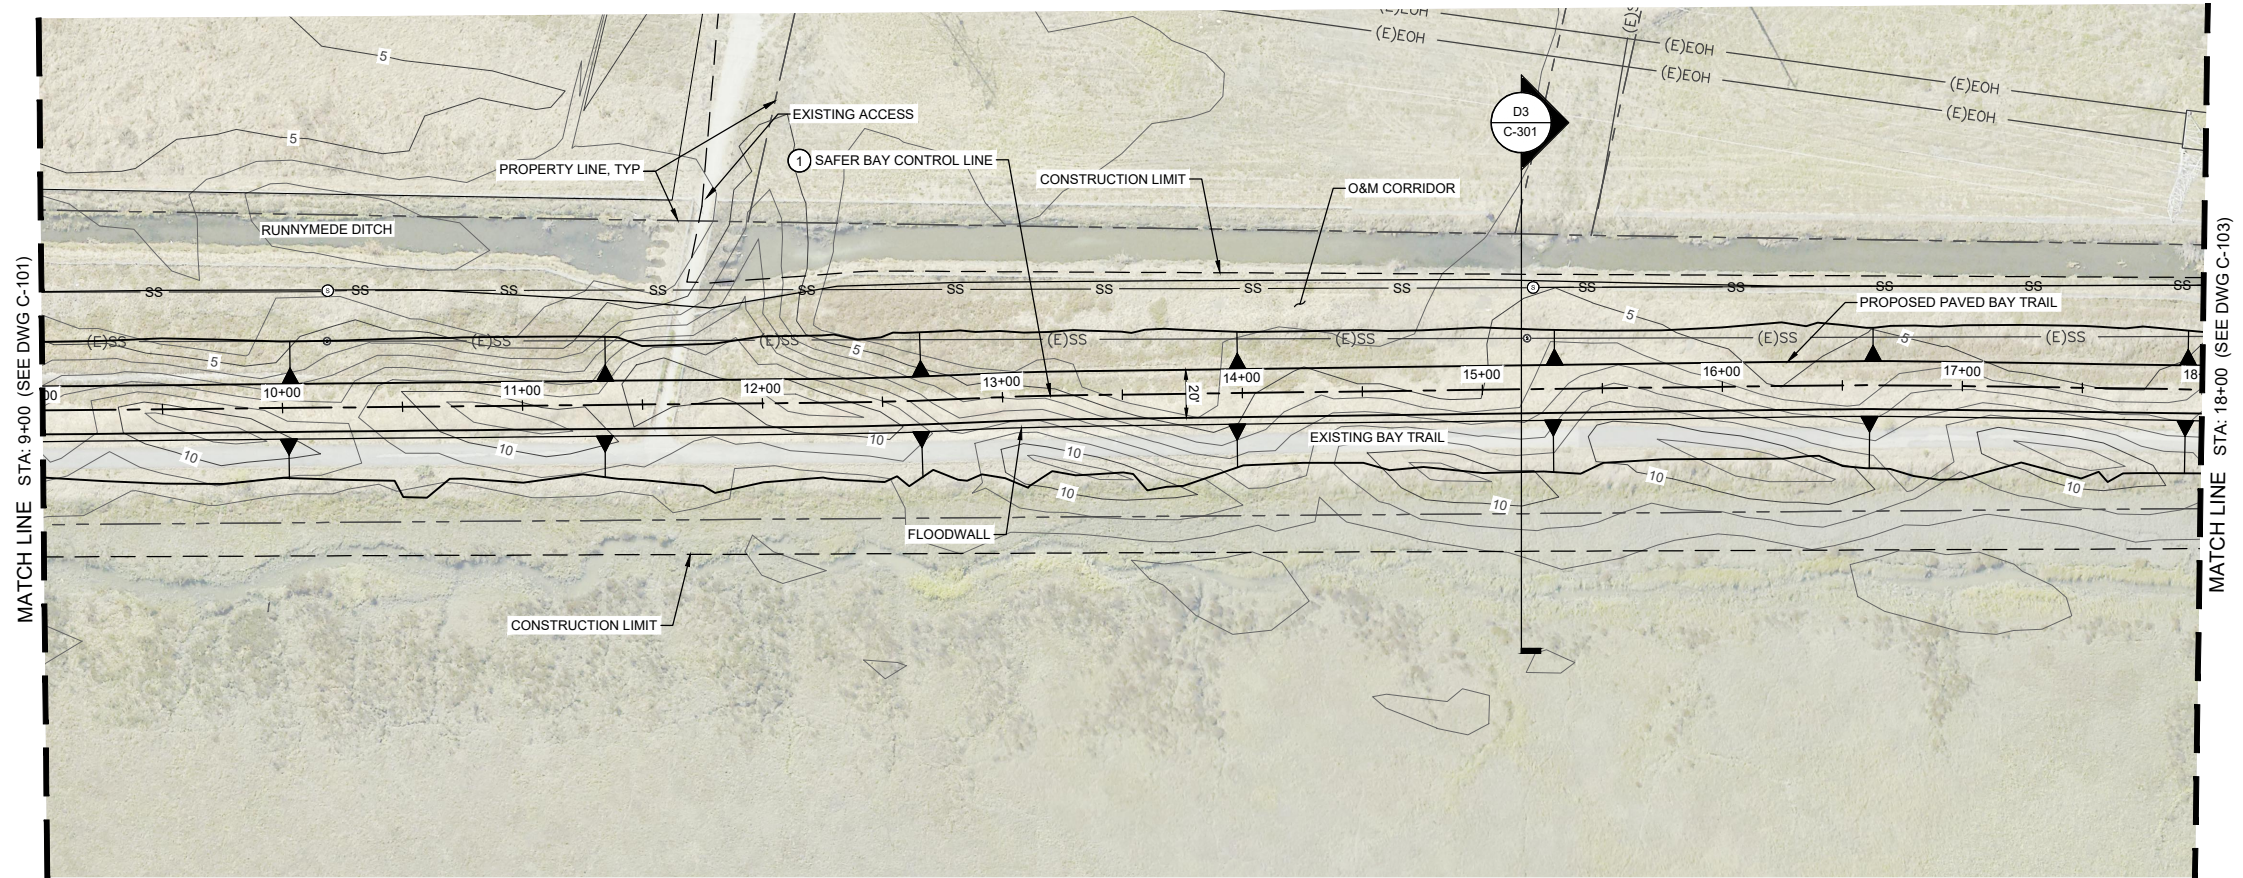 (E)EOH
(E)EOH
(E)EOH
(E)EOH
(E)EOH
(E)EOH
5
5
EXISTING ACCESS
D3
C-301
1 SAFER BAY CONTROL LINE
PROPERTY LINE, TYP
CONSTRUCTION LIMIT
O&M CORRIDOR
RUNNYMEDE DITCH
SS S SS SS SS SS SS SS SS SS S SS SS SS SS
PROPOSED PAVED BAY TRAIL
5
(E)SS (E)SS (E)SS (E)SS (E)SS (E)SS (E)SS
5 5 5
00 10+00 11+00 12+00 13+00 14+00 15+00 16+00 17+00 18
20'
EXISTING BAY TRAIL
10 10 10 10 10 10 10 10
FLOODWALL
CONSTRUCTION LIMIT
MATCH LINE STA: 9+00 (SEE DWG C-101)
MATCH LINE STA: 18+00 (SEE DWG C-103)